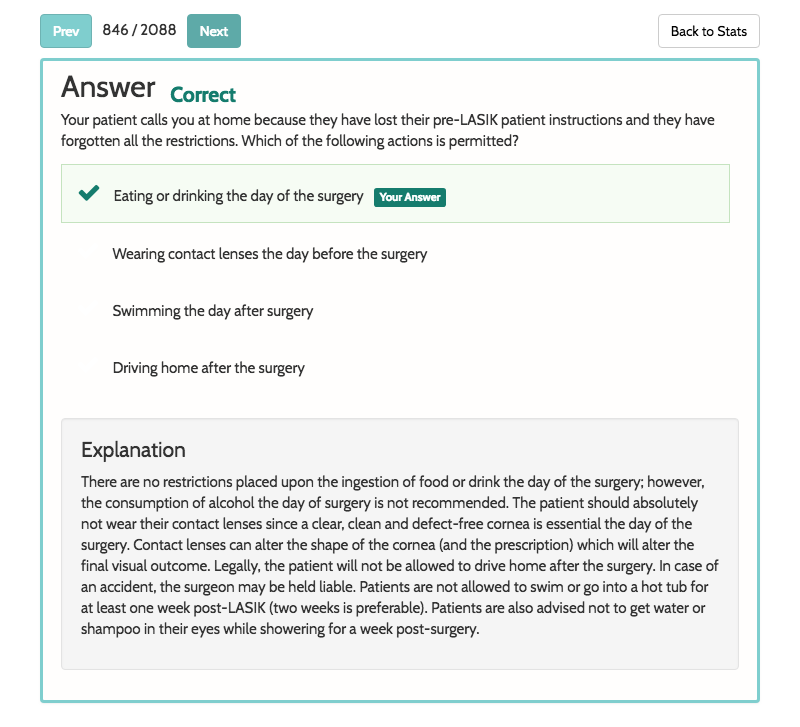 Prev 846 / 2088 Next Back to Stats
Answer Correct
Your patient calls you at home because they have lost their pre-LASIK patient instructions and they have
forgotten all the restrictions. Which of the following actions is permitted?
Eating or drinking the day of the surgery Your Answer
Wearing contact lenses the day before the surgery
Swimming the day after surgery
Driving home after the surgery
Explanation
There are no restrictions placed upon the ingestion of food or drink the day of the surgery; however,
the consumption of alcohol the day of surgery is not recommended. The patient should absolutely
not wear their contact lenses since a clear, clean and defect-free cornea is essential the day of the
surgery. Contact lenses can alter the shape of the cornea (and the prescription) which will alter the
final visual outcome. Legally, the patient will not be allowed to drive home after the surgery. In case of
an accident, the surgeon may be held liable. Patients are not allowed to swim or go into a hot tub for
at least one week post-LASIK (two weeks is preferable). Patients are also advised not to get water or
shampoo in their eyes while showering for a week post-surgery.